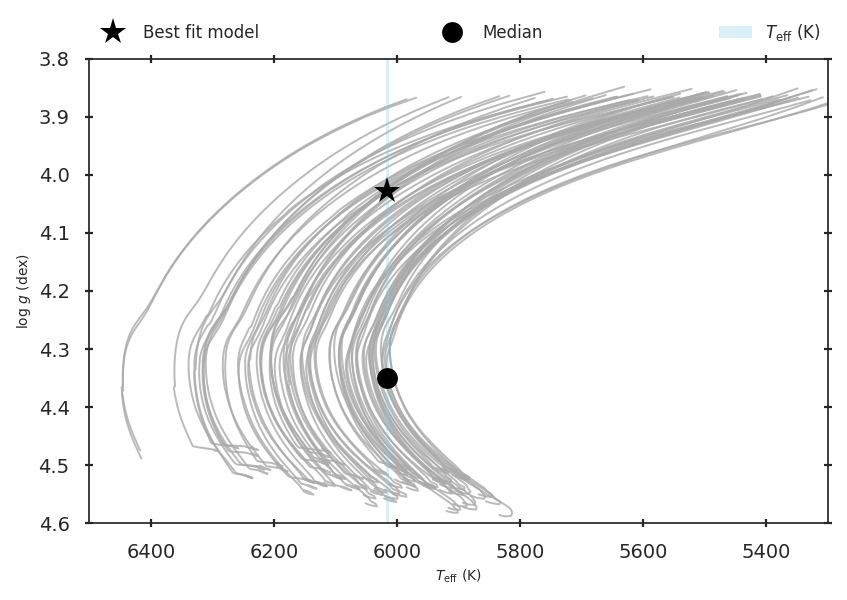 Best fit model Median T_eff (K)
3.8
3.9
4.0
4.1
4.2
4.3
4.4
4.5
4.6
log g (dex)
6400 6200 6000 5800 5600 5400
T_eff (K)